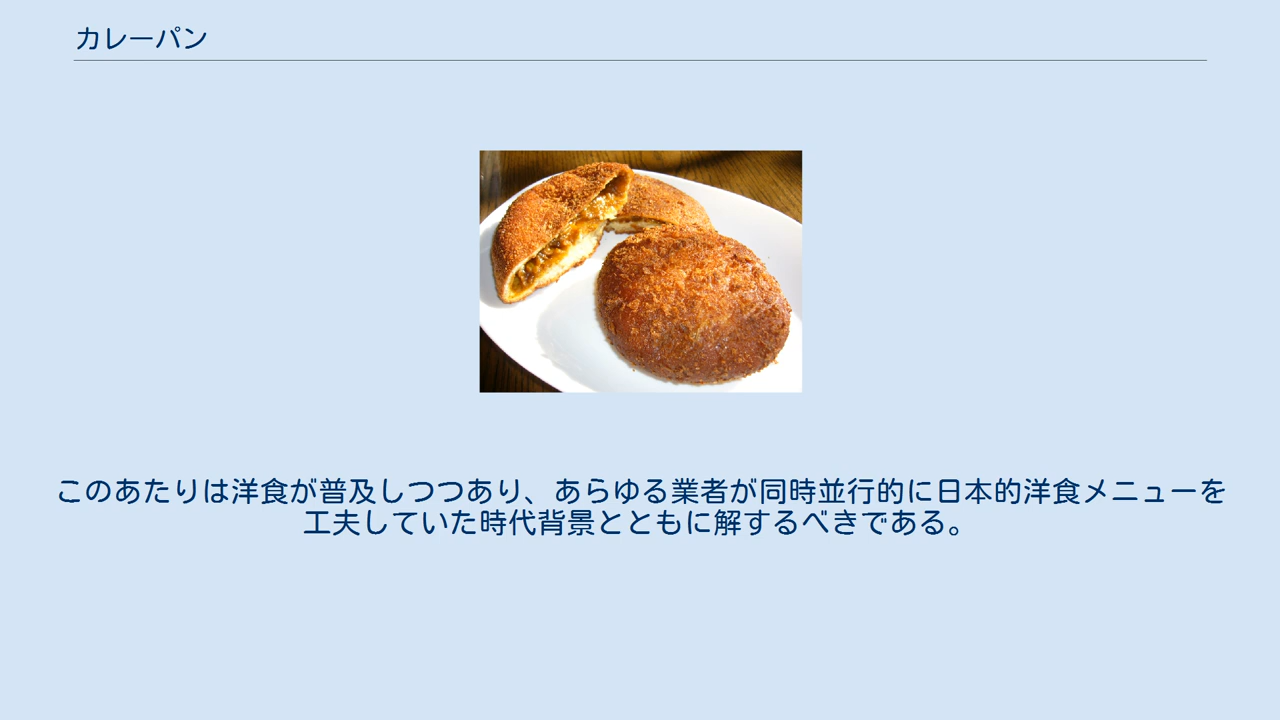 カレーパン
このあたりは洋食が普及しつつあり、あらゆる業者が同時並行的に日本的洋食メニューを
工夫していた時代背景とともに解するべきである。